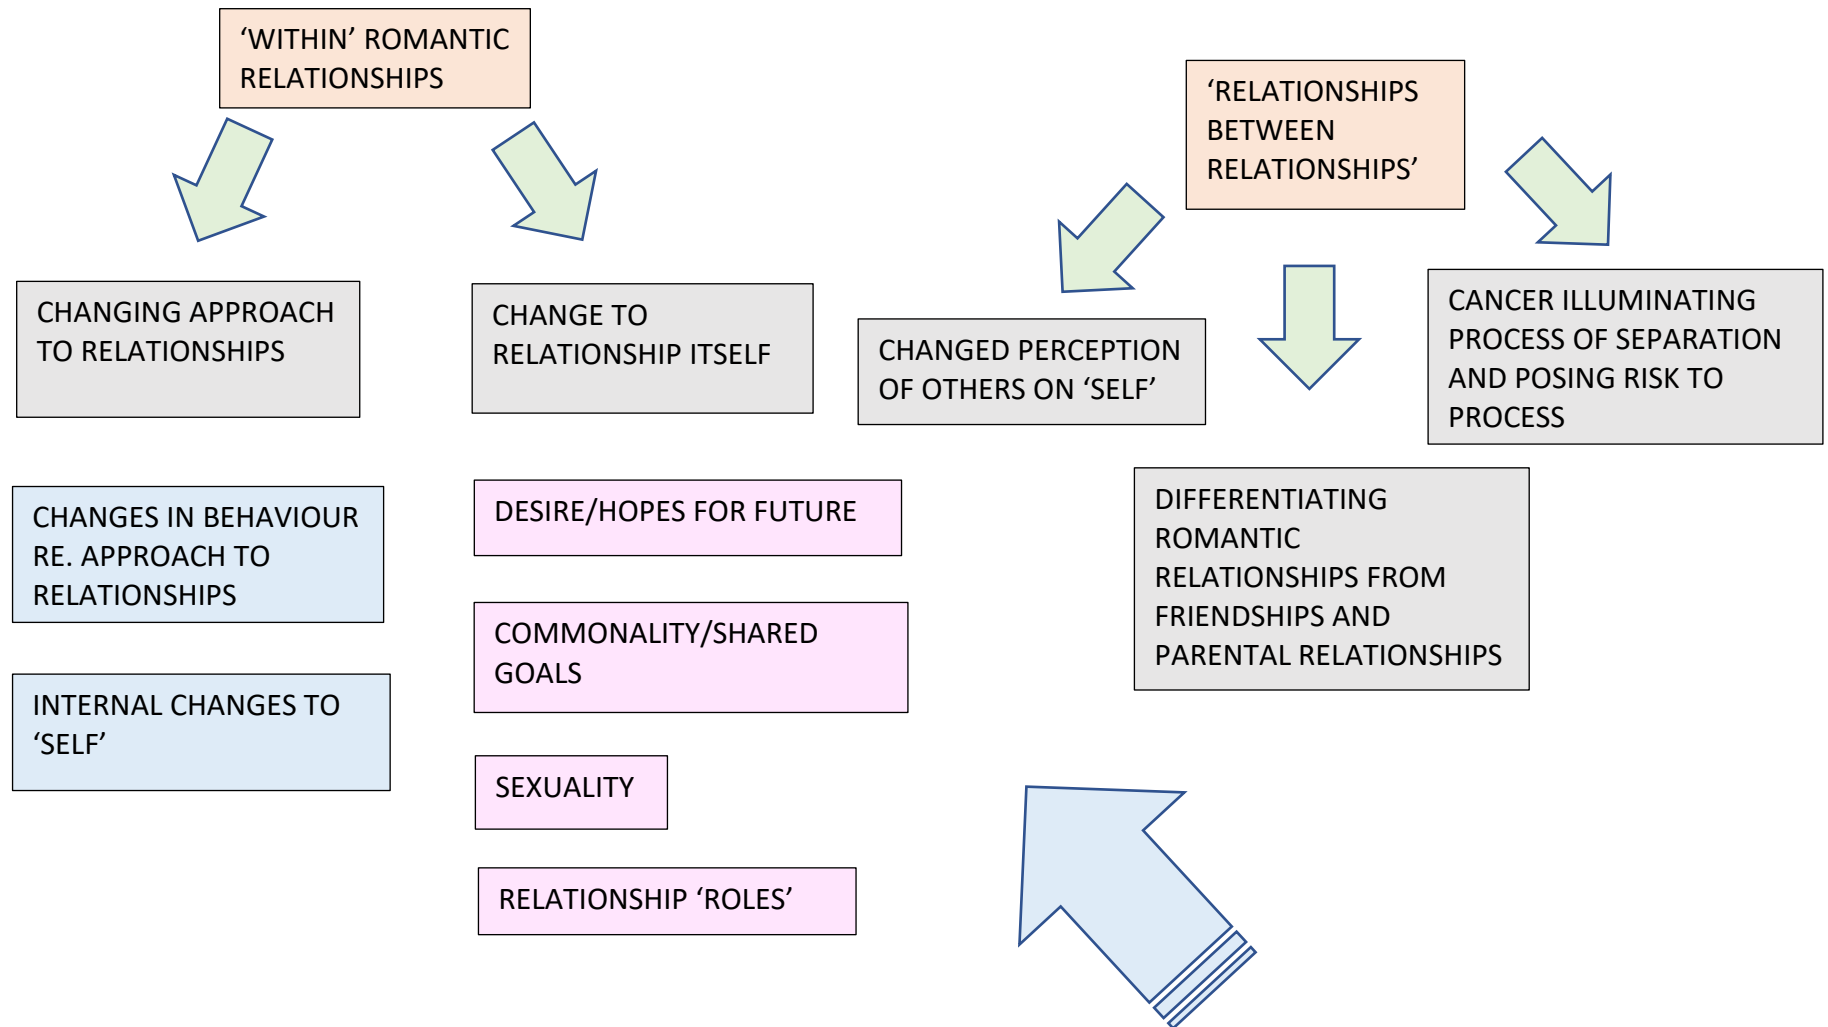 ‘WITHIN’ ROMANTIC
RELATIONSHIPS
‘RELATIONSHIPS
BETWEEN
RELATIONSHIPS’
CHANGING APPROACH
TO RELATIONSHIPS
CHANGE TO
RELATIONSHIP ITSELF
CHANGED PERCEPTION
OF OTHERS ON ‘SELF’
CANCER ILLUMINATING
PROCESS OF SEPARATION
AND POSING RISK TO
PROCESS
CHANGES IN BEHAVIOUR
RE. APPROACH TO
RELATIONSHIPS
INTERNAL CHANGES TO
‘SELF’
DESIRE/HOPES FOR FUTURE
COMMONALITY/SHARED
GOALS
SEXUALITY
RELATIONSHIP ‘ROLES’
DIFFERENTIATING
ROMANTIC
RELATIONSHIPS FROM
FRIENDSHIPS AND
PARENTAL RELATIONSHIPS